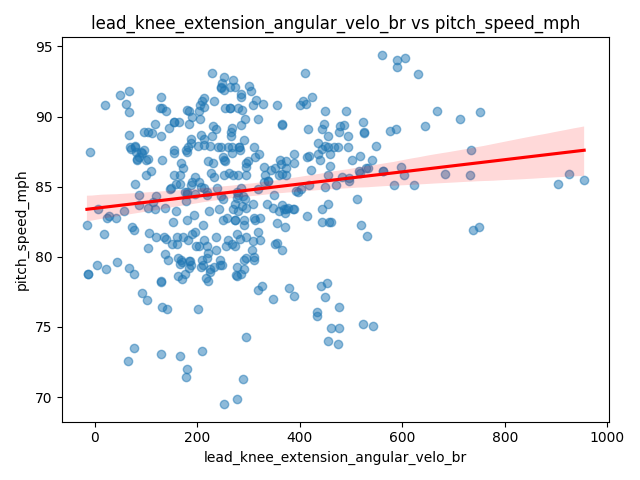 lead_knee_extension_angular_velo_br vs pitch_speed_mph
95
90
85
80
75
70
pitch_speed_mph
0 200 400 600 800 1000
lead_knee_extension_angular_velo_br